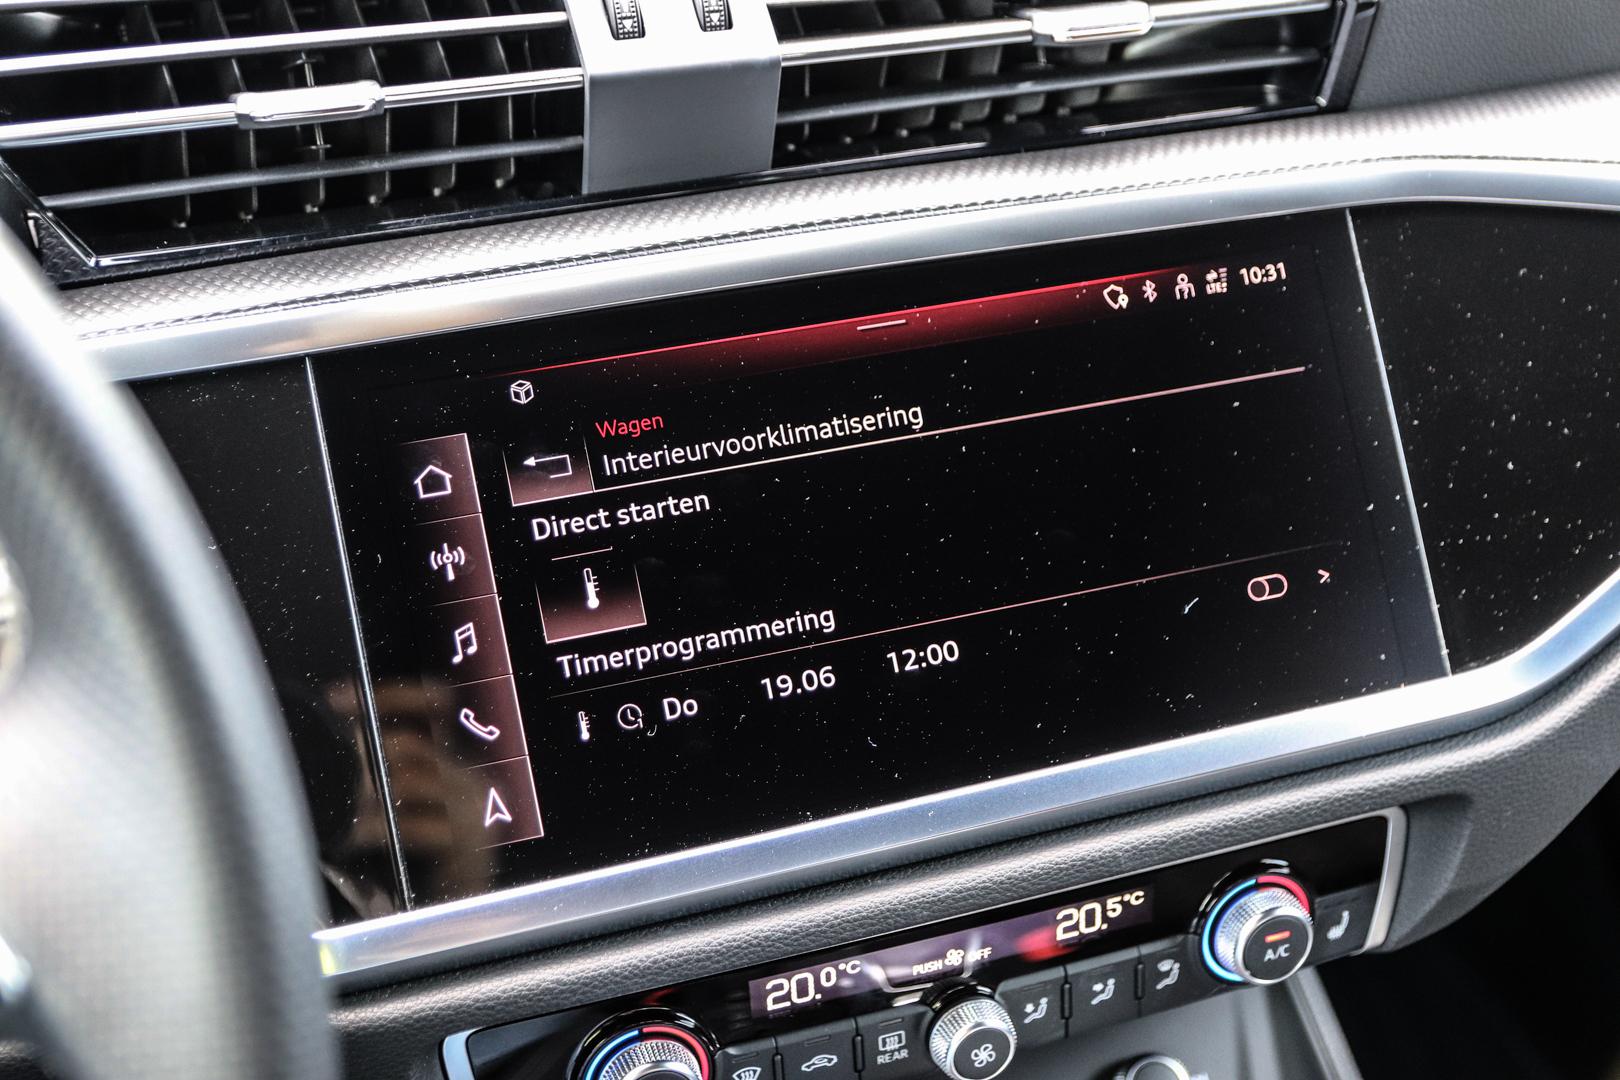 10:31
LTE
Wagen
Interieurvoorklimatisering
Direct starten
Timerprogrammering
Do 19.06 12:00
20.5°C
20.0°C
PUSH OFF
A/C
REAR